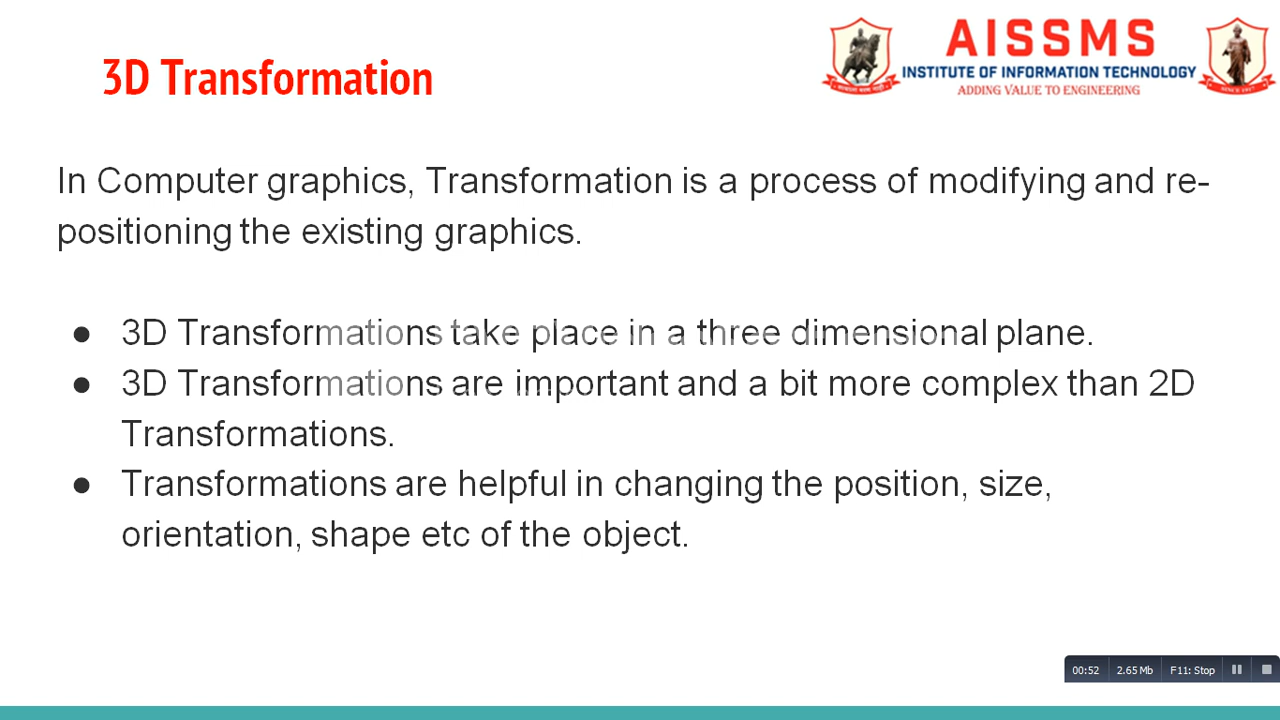 3D Transformation
AISSMS
INSTITUTE OF INFORMATION TECHNOLOGY
ADDING VALUE TO ENGINEERING
SINCE 1917
In Computer graphics, Transformation is a process of modifying and re-
positioning the existing graphics.
● 3D Transformations take place in a three dimensional plane.
● 3D Transformations are important and a bit more complex than 2D
Transformations.
● Transformations are helpful in changing the position, size,
orientation, shape etc of the object.
00:52 2.65 Mb F11: Stop